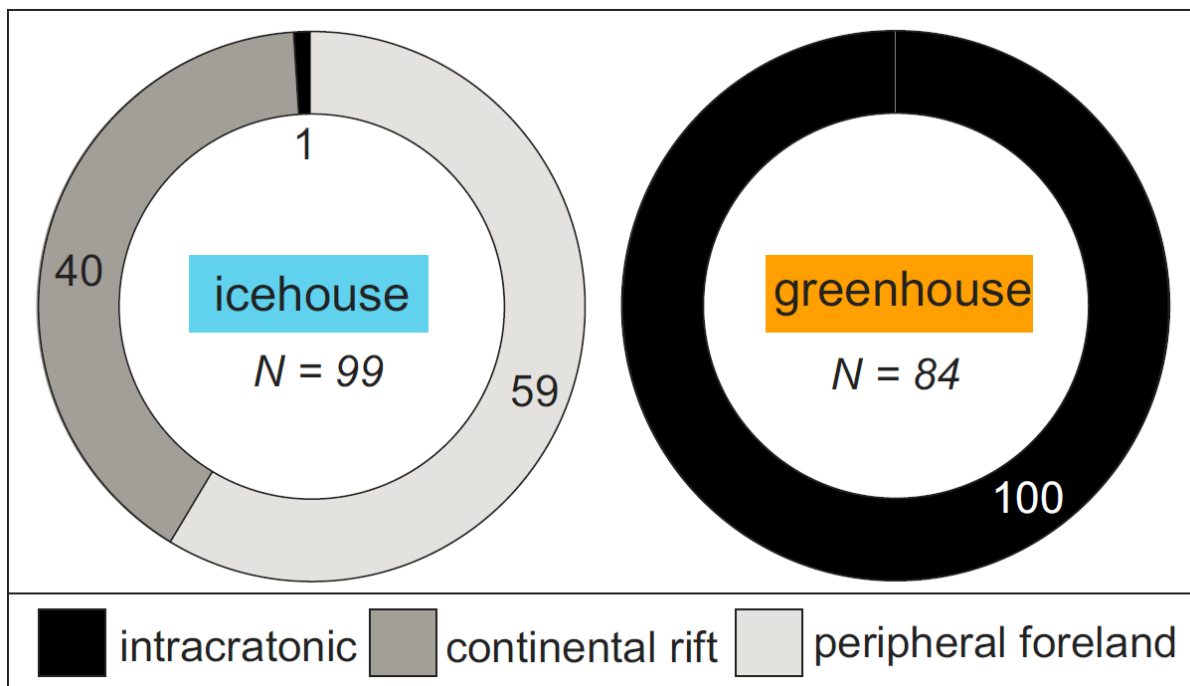 1
40
icehouse
N = 99
59
greenhouse
N = 84
100
intracratonic
continental rift
peripheral foreland